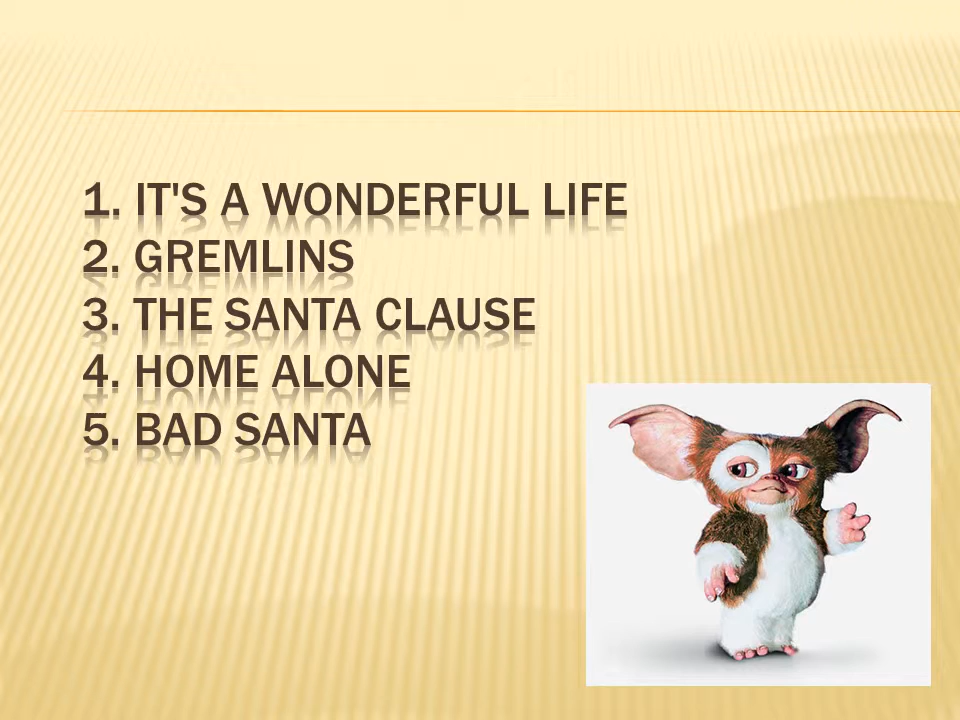 1. IT'S A WONDERFUL LIFE
2. GREMLINS
3. THE SANTA CLAUSE
4. HOME ALONE
5. BAD SANTA